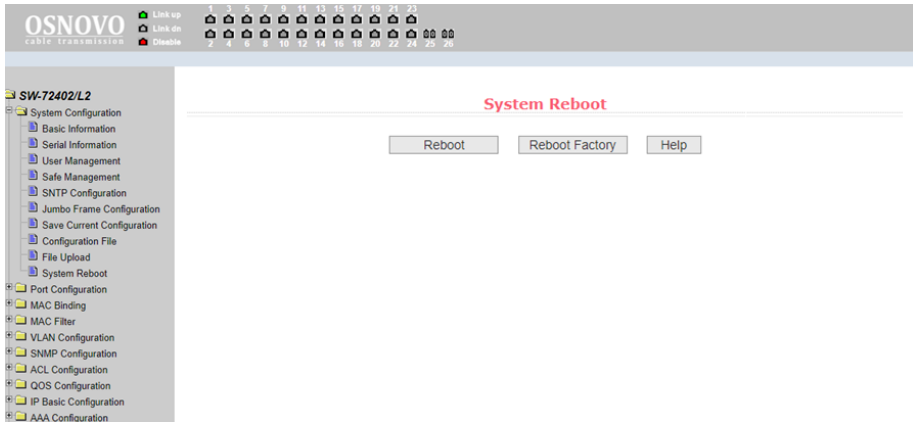 OSNOVO
cable transmission
Link up
Link dn
Disable
1 3 5 7 9 11 13 15 17 19 21 23
2 4 6 8 10 12 14 16 18 20 22 24 25 26
SW-72402/L2
System Configuration
Basic Information
Serial Information
User Management
Safe Management
SNTP Configuration
Jumbo Frame Configuration
Save Current Configuration
Configuration File
File Upload
System Reboot
Port Configuration
MAC Binding
MAC Filter
VLAN Configuration
SNMP Configuration
ACL Configuration
QOS Configuration
IP Basic Configuration
AAA Configuration
System Reboot
Reboot
Reboot Factory
Help